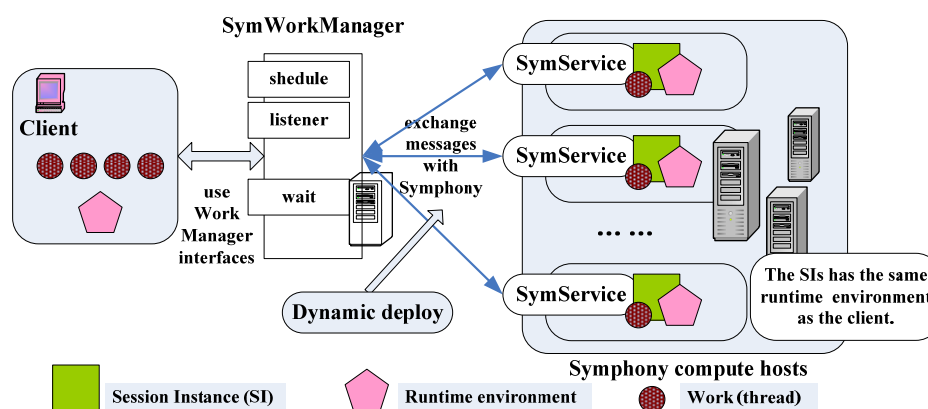 SymWorkManager
shedule
listener
wait
Client
use
Work
Manager
interfaces
exchange
messages
with
Symphony
Dynamic deploy
SymService
SymService
... ...
SymService
The SIs has the same
runtime environment
as the client.
Symphony compute hosts
Session Instance (SI)
Runtime environment
Work (thread)